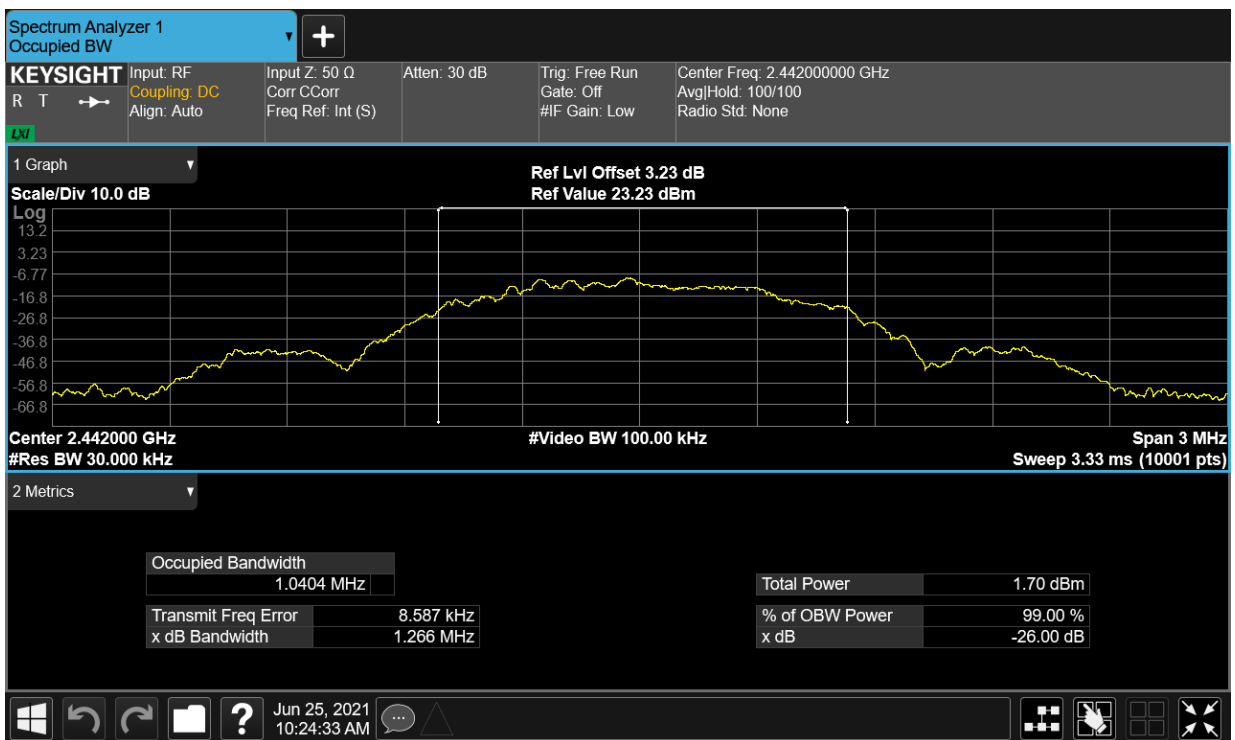 Spectrum Analyzer 1
Occupied BW
▼
+
KEYSIGHT
R T
LXI
Input: RF
Coupling: DC
Align: Auto
Input Z: 50 Ω
Corr CCorr
Freq Ref: Int (S)
Atten: 30 dB
Trig: Free Run
Gate: Off
#IF Gain: Low
Center Freq: 2.442000000 GHz
Avg|Hold: 100/100
Radio Std: None
1 Graph ▼
Scale/Div 10.0 dB
Ref Lvl Offset 3.23 dB
Ref Value 23.23 dBm
Log
13.2
3.23
-6.77
-16.8
-26.8
-36.8
-46.8
-56.8
-66.8
Center 2.442000 GHz
#Res BW 30.000 kHz
#Video BW 100.00 kHz
Span 3 MHz
Sweep 3.33 ms (10001 pts)
2 Metrics ▼
Occupied Bandwidth
1.0404 MHz
Transmit Freq Error 8.587 kHz
x dB Bandwidth 1.266 MHz
Total Power 1.70 dBm
% of OBW Power 99.00 %
x dB -26.00 dB
?
Jun 25, 2021
10:24:33 AM